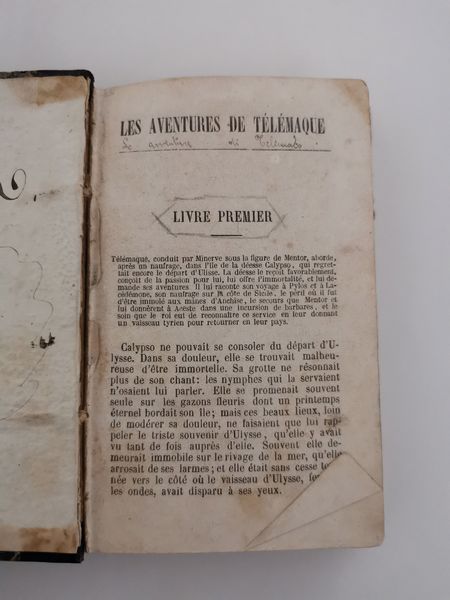 LES AVENTURES DE TÉLÉMAQUE
Le aventure di Telemaco
LIVRE PREMIER
Télémaque, conduit par Minerve sous la figure de Mentor, aborde,
après un naufrage, dans l'île de la déesse Calypso, qui regret-
tait encore le départ d'Ulisse. La déesse le reçoit favorablement,
conçoit de la passion pour lui, lui offre l'immortalité, et lui de-
mande ses aventures Il lui raconte son voyage à Pylos et à La-
cédémone, son naufrage sur la côte de Sicile, le péril où il fut
d'être immolé aux mânes d'Anchise, le secours que Mentor et
lui donnèrent à Aceste dans une incursion de barbares, et le
soin que le roi eut de reconnaître ce service en leur donnant
un vaisseau tyrien pour retourner en leur pays.
Calypso ne pouvait se consoler du départ d'U-
lysse. Dans sa douleur, elle se trouvait malheu-
reuse d'être immortelle. Sa grotte ne résonnait
plus de son chant: les nymphes qui la servaient
n'osaient lui parler. Elle se promenait souvent
seule sur les gazons fleuris dont un printemps
éternel bordait son île; mais ces beaux lieux, loin
de modérer sa douleur, ne faisaient que lui rap-
peler le triste souvenir d'Ulysse, qu'elle y avait
vu tant de fois auprès d'elle. Souvent elle de-
meurait immobile sur le rivage de la mer, qu'elle
arrosait de ses larmes; et elle était sans cesse
née vers le côté où le vaisseau d'Ulysse,
les ondes, avait disparu à ses yeux.